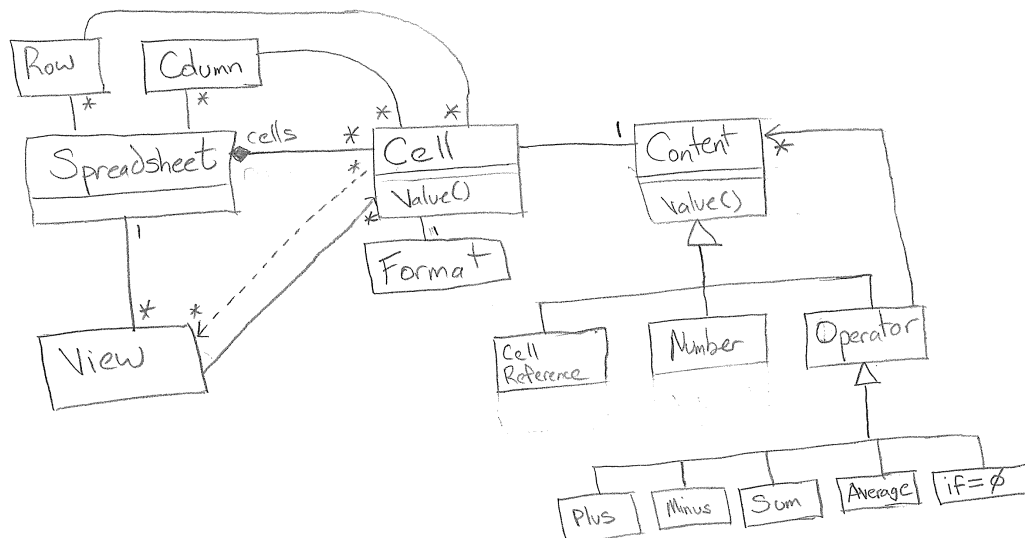 Row
*
Column
*
Spreadsheet
cells
*
*
*
Cell
Value()
*
*
1
Format
1
Content
Value()
*
1
*
*
View
Cell
Reference
Number
Operator
Plus
Minus
Sum
Average
if=∅